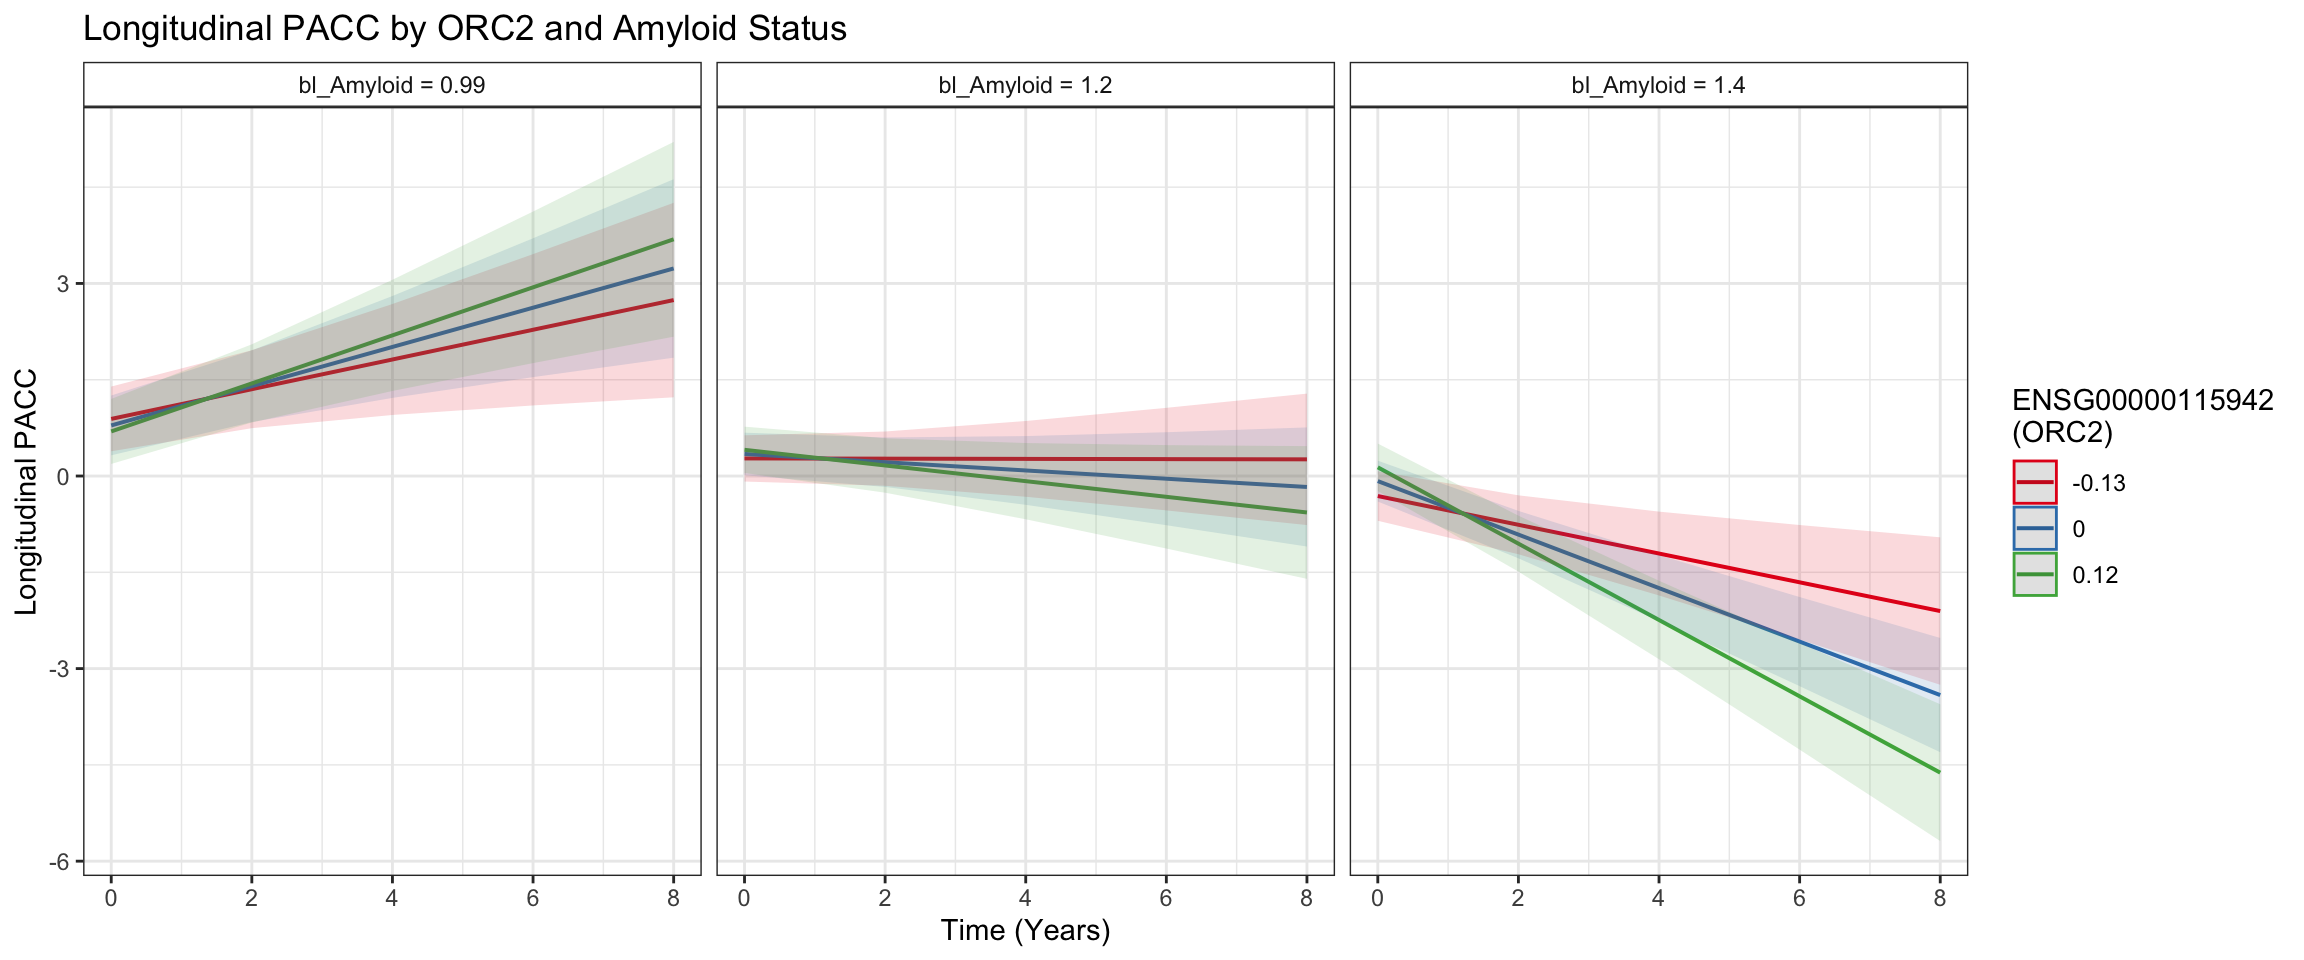 Longitudinal PACC by ORC2 and Amyloid Status
bl_Amyloid = 0.99
bl_Amyloid = 1.2
bl_Amyloid = 1.4
Longitudinal PACC
3
0
-3
-6
0 2 4 6 8
0 2 4 6 8
0 2 4 6 8
Time (Years)
ENSG00000115942
(ORC2)
-0.13
0
0.12